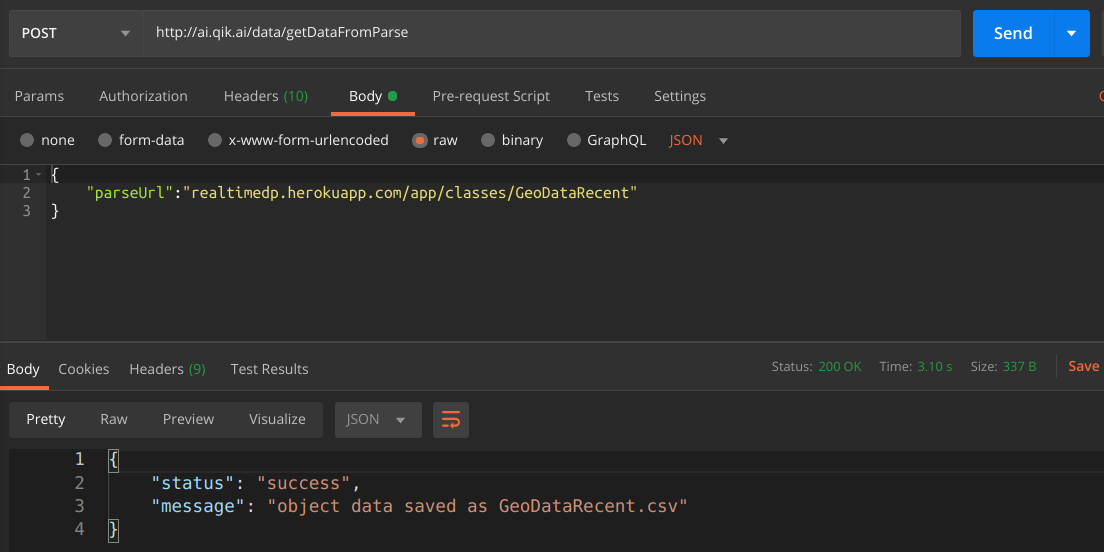 POST http://ai.qik.ai/data/getDataFromParse Send
Params Authorization Headers (10) Body Pre-request Script Tests Settings
none form-data x-www-form-urlencoded raw binary GraphQL JSON
1 {
2 "parseUrl":"realtimedp.herokuapp.com/app/classes/GeoDataRecent"
3 }
Body Cookies Headers (9) Test Results Status: 200 OK Time: 3.10 s Size: 337 B Save
Pretty Raw Preview Visualize JSON
1 {
2 "status": "success",
3 "message": "object data saved as GeoDataRecent.csv"
4 }